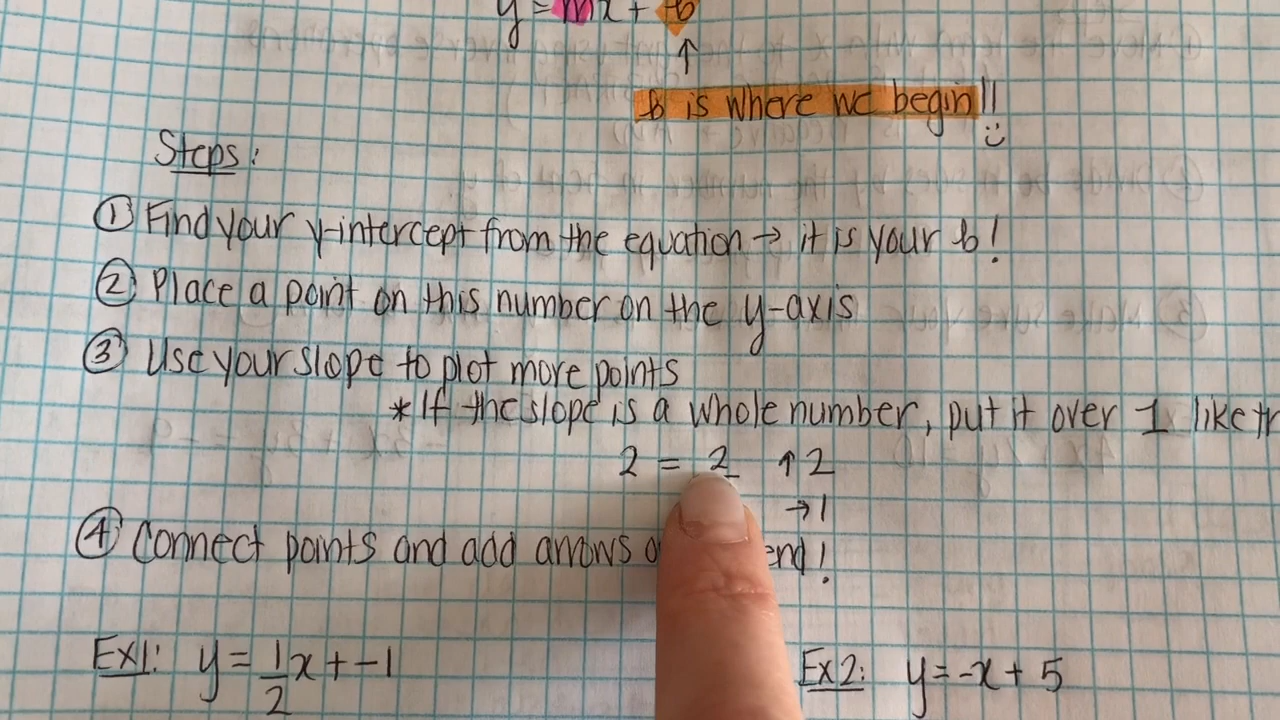 y = mx + b
↑
b is where we begin!!
Steps:
① Find your y-intercept from the equation → it is your b!
② Place a point on this number on the y-axis
③ Use your slope to plot more points
*If the slope is a whole number, put it over 1 like
2 = 2 ↑2
→1
④ Connect points and add arrows end!
Ex1: y = 1/2 x + -1
Ex2: y = -x + 5